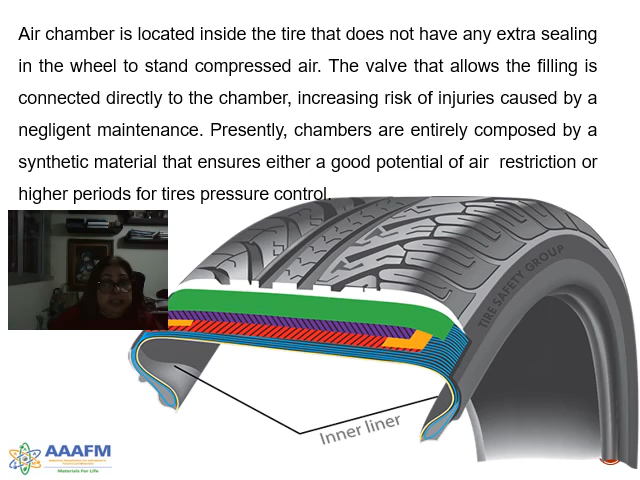 Air chamber is located inside the tire that does not have any extra sealing
in the wheel to stand compressed air. The valve that allows the filling is
connected directly to the chamber, increasing risk of injuries caused by a
negligent maintenance. Presently, chambers are entirely composed by a
synthetic material that ensures either a good potential of air restriction or
higher periods for tires pressure control.
TIRE SAFETY GROUP
Inner liner
AAAFM
Materials For Life